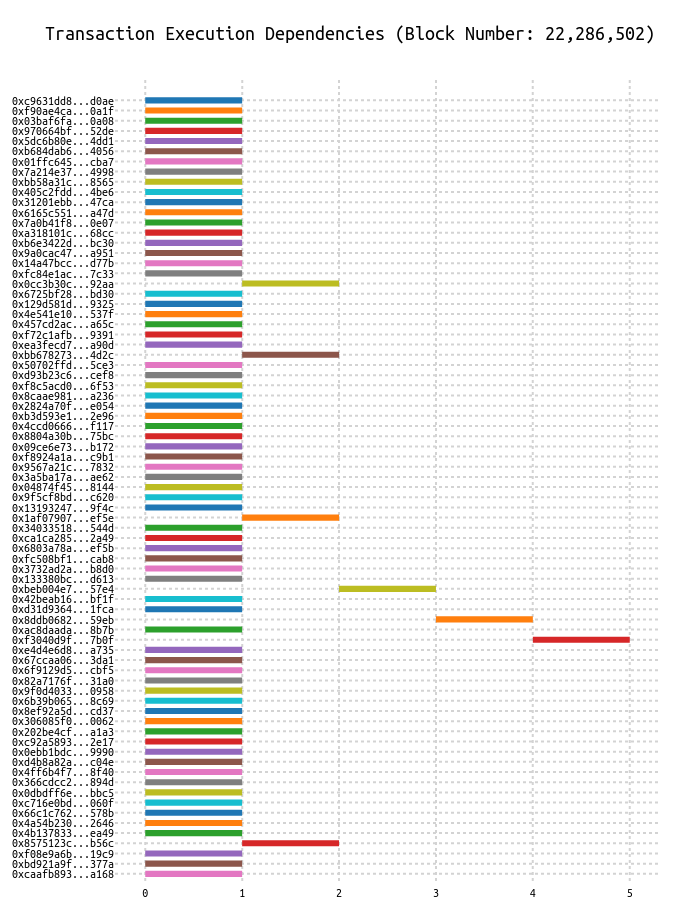 Transaction Execution Dependencies (Block Number: 22,286,502)
0xc9631dd8...d0ae
0xf90ae4ca...0a1f
0x03baf6fa...0a08
0x970664bf...52de
0x5dc6b80e...4dd1
0xb684dab6...4056
0x01ffc645...cba7
0x7a214e37...4998
0xbb58a31c...8565
0x405c2fdd...4be6
0x31201ebb...47ca
0x6165c551...a47d
0x7a0b41f8...0e07
0xa318101c...68cc
0xb6e3422d...bc30
0x9a0cac47...a951
0x14a47bcc...d77b
0xfc84e1ac...7c33
0x0cc3b30c...92aa
0x6725bf28...bd30
0x129d581d...9325
0x4e541e10...537f
0x457cd2ac...a65c
0xf72c1afb...9391
0xea3fecd7...a90d
0xbb678273...4d2c
0x50702ffd...5ce3
0xd93b23c6...cef8
0xf8c5acd0...6f53
0x8caae981...a236
0x2824a70f...e054
0xb3d593e1...2e96
0x4ccd0666...f117
0x8804a30b...75bc
0x09ce6e73...b172
0xf8924a1a...c9b1
0x9567a21c...7832
0x3a5ba17a...ae62
0x04874f45...8144
0x9f5cf8bd...c620
0x13193247...9f4c
0x1af07907...ef5e
0x34033518...544d
0xca1ca285...2a49
0x6803a78a...ef5b
0xfc508bf1...cab8
0x3732ad2a...b8d0
0x133380bc...d613
0xbeb004e7...57e4
0x42beab16...bf1f
0xd31d9364...1fca
0x8ddb0682...59eb
0xac8daada...8b7b
0xf3040d9f...7b0f
0xe4d4e6d8...a735
0x67ccaa06...3da1
0x6f9129d5...cbf5
0x82a7176f...31a0
0x9f0d4033...0958
0x6b39b065...8c69
0x8ef92a5d...cd37
0x306085f0...0062
0x202be4cf...a1a3
0xc92a5893...2e17
0x0ebb1bdc...9990
0xd4b8a82a...c04e
0x4ff6b4f7...8f40
0x366cdcc2...894d
0x0dbdff6e...bbc5
0xc716e0bd...060f
0x66c1c762...578b
0x4a54b230...2646
0x4b137833...ea49
0x8575123c...b56c
0xf08e9a6b...19c9
0xbd921a9f...377a
0xcaafb893...a168
0 1 2 3 4 5